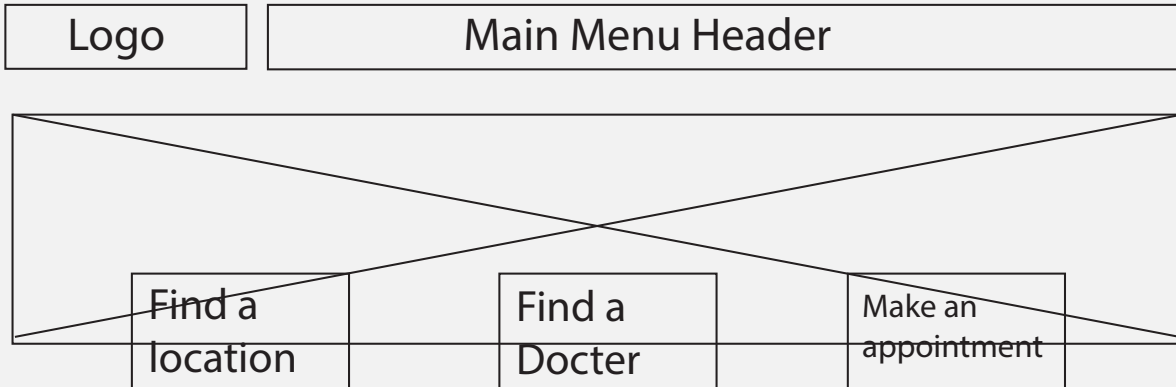 Logo
Main Menu Header
Find a
location
Find a
Docter
Make an
appointment